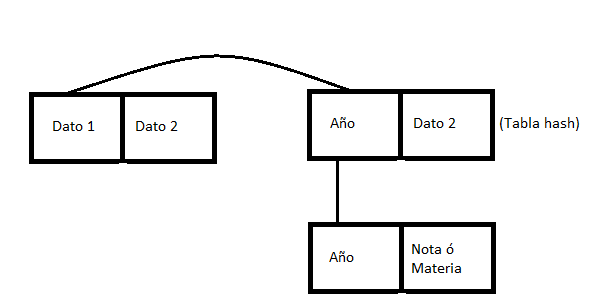 Dato 1
Dato 2
Año
Dato 2
(Tabla hash)
Año
Nota ó
Materia